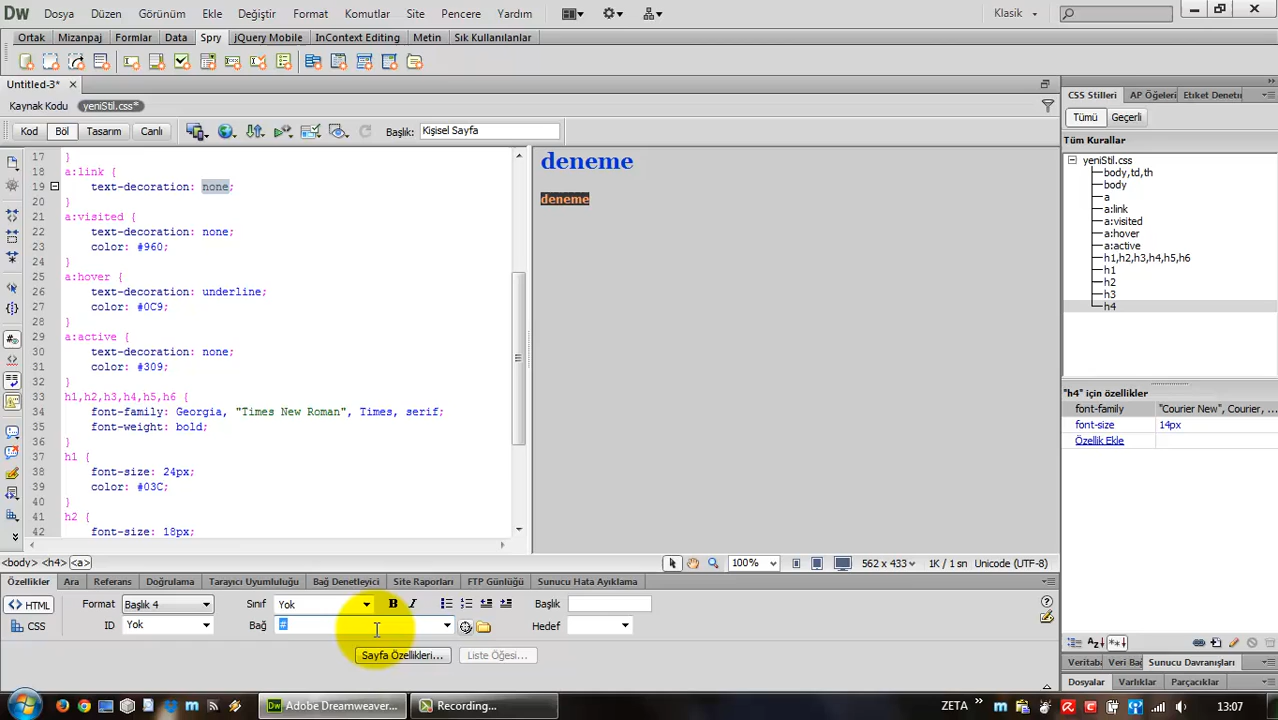 Dw Dosya Düzen Görünüm Ekle Değiştir Format Komutlar Site Pencere Yardım Klasik
Ortak Mizanpaj Formlar Data Spry jQuery Mobile InContext Editing Metin Sık Kullanılanlar
Untitled-3*
Kaynak Kodu yeniStil.css*
Kod Böl Tasarım Canlı Başlık: Kişisel Sayfa
17 }
18 a:link {
19 text-decoration: none;
20 }
21 a:visited {
22 text-decoration: none;
23 color: #960;
24 }
25 a:hover {
26 text-decoration: underline;
27 color: #0C9;
28 }
29 a:active {
30 text-decoration: none;
31 color: #309;
32 }
33 h1,h2,h3,h4,h5,h6 {
34 font-family: Georgia, "Times New Roman", Times, serif;
35 font-weight: bold;
36 }
37 h1 {
38 font-size: 24px;
39 color: #03C;
40 }
41 h2 {
42 font-size: 18px;
deneme
deneme
CSS Stilleri AP Öğeleri Etiket Denetir
Tümü Geçerli
Tüm Kurallar
yeniStil.css
body,td,th
body
a
a:link
a:visited
a:hover
a:active
h1,h2,h3,h4,h5,h6
h1
h2
h3
h4
"h4" için özellikler
font-family "Courier New", Courier, ...
font-size 14px
Özellik Ekle
<body> <h4> <a> 100% 562 x 433 1K / 1 sn Unicode (UTF-8)
Özellikler Ara Referans Doğrulama Tarayıcı Uyumluluğu Bağ Denetleyici Site Raporları FTP Günlüğü Sunucu Hata Ayıklama
<> HTML Format Başlık 4 Sınıf Yok B I Başlık
CSS ID Yok Bağ # Hedef
Sayfa Özellikleri... Liste Öğesi...
Veritaba Veri Bağ Sunucu Davranışları
Dosyalar Varlıklar Parçacıklar
Adobe Dreamweaver... Recording... ZETA 13:07